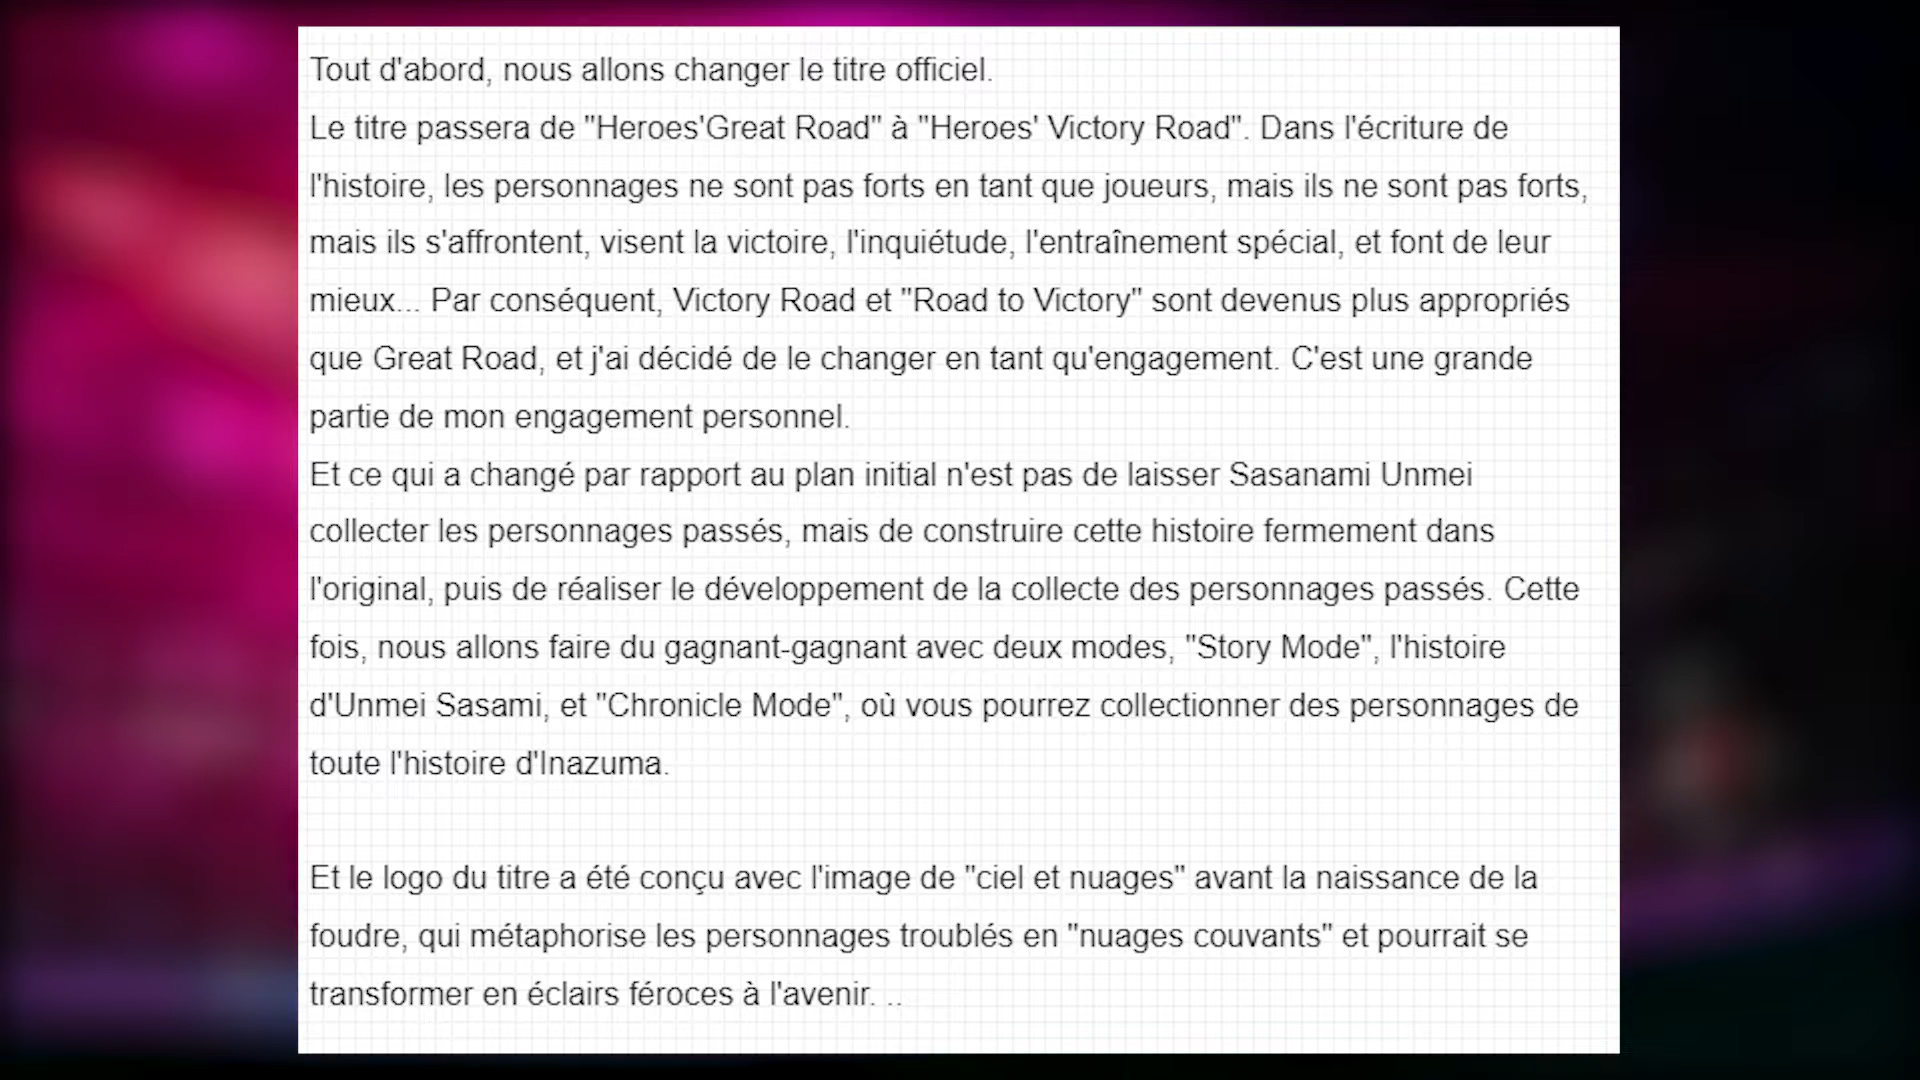 Tout d'abord, nous allons changer le titre officiel.
Le titre passera de "Heroes'Great Road" à "Heroes' Victory Road". Dans l'écriture de
l'histoire, les personnages ne sont pas forts en tant que joueurs, mais ils ne sont pas forts,
mais ils s'affrontent, visent la victoire, l'inquiétude, l'entraînement spécial, et font de leur
mieux... Par conséquent, Victory Road et "Road to Victory" sont devenus plus appropriés
que Great Road, et j'ai décidé de le changer en tant qu'engagement. C'est une grande
partie de mon engagement personnel.
Et ce qui a changé par rapport au plan initial n'est pas de laisser Sasanami Unmei
collecter les personnages passés, mais de construire cette histoire fermement dans
l'original, puis de réaliser le développement de la collecte des personnages passés. Cette
fois, nous allons faire du gagnant-gagnant avec deux modes, "Story Mode", l'histoire
d'Unmei Sasami, et "Chronicle Mode", où vous pourrez collectionner des personnages de
toute l'histoire d'Inazuma.
Et le logo du titre a été conçu avec l'image de "ciel et nuages" avant la naissance de la
foudre, qui métaphorise les personnages troublés en "nuages couvants" et pourrait se
transformer en éclairs féroces à l'avenir. ..